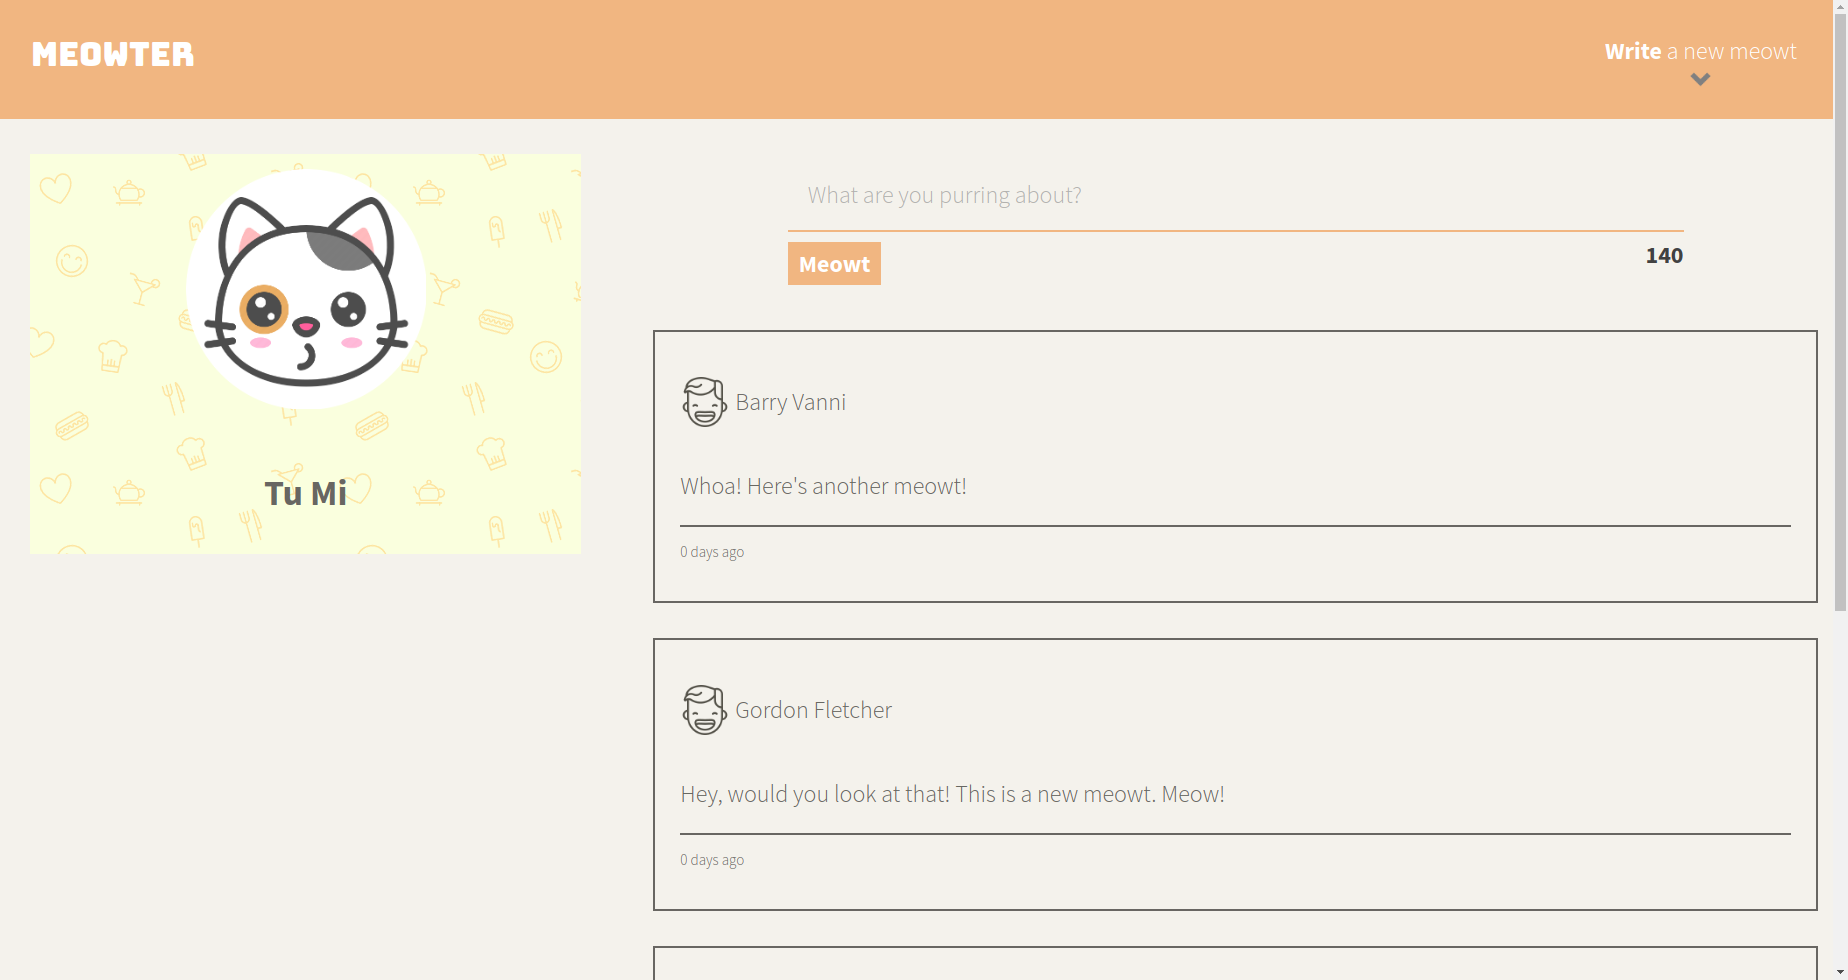 MEOWTER
Write a new meowt
Tu Mi
What are you purring about?
Meowt
140
Barry Vanni
Whoa! Here's another meowt!
0 days ago
Gordon Fletcher
Hey, would you look at that! This is a new meowt. Meow!
0 days ago